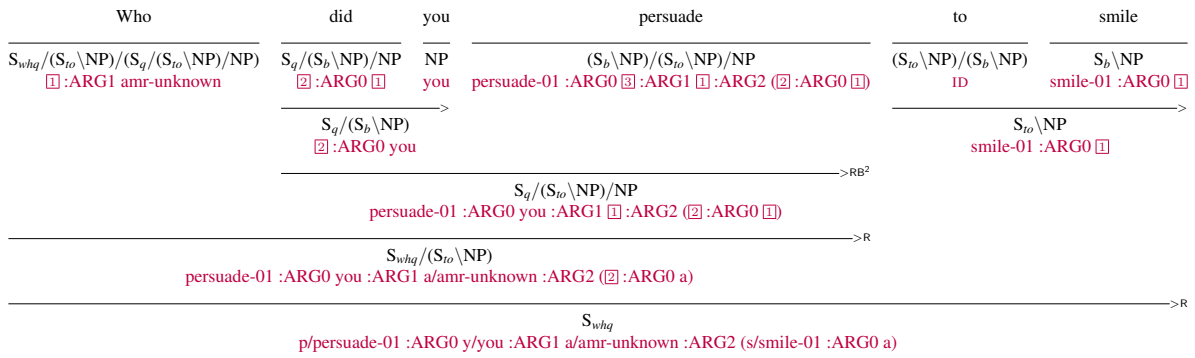 Who did you persuade to smile
S_whq/(S_to\NP)/(S_q/(S_to\NP)/NP) S_q/(S_b\NP)/NP NP (S_b\NP)/(S_to\NP)/NP (S_to\NP)/(S_b\NP) S_b\NP
1 :ARG1 amr-unknown 2 :ARG0 1 you persuade-01 :ARG0 3 :ARG1 1 :ARG2 (2 :ARG0 1) ID smile-01 :ARG0 1
> >
S_q/(S_b\NP) S_to\NP
2 :ARG0 you smile-01 :ARG0 1
>RB²
S_q/(S_to\NP)/NP
persuade-01 :ARG0 you :ARG1 1 :ARG2 (2 :ARG0 1)
>R
S_whq/(S_to\NP)
persuade-01 :ARG0 you :ARG1 a/amr-unknown :ARG2 (2 :ARG0 a)
>R
S_whq
p/persuade-01 :ARG0 y/you :ARG1 a/amr-unknown :ARG2 (s/smile-01 :ARG0 a)